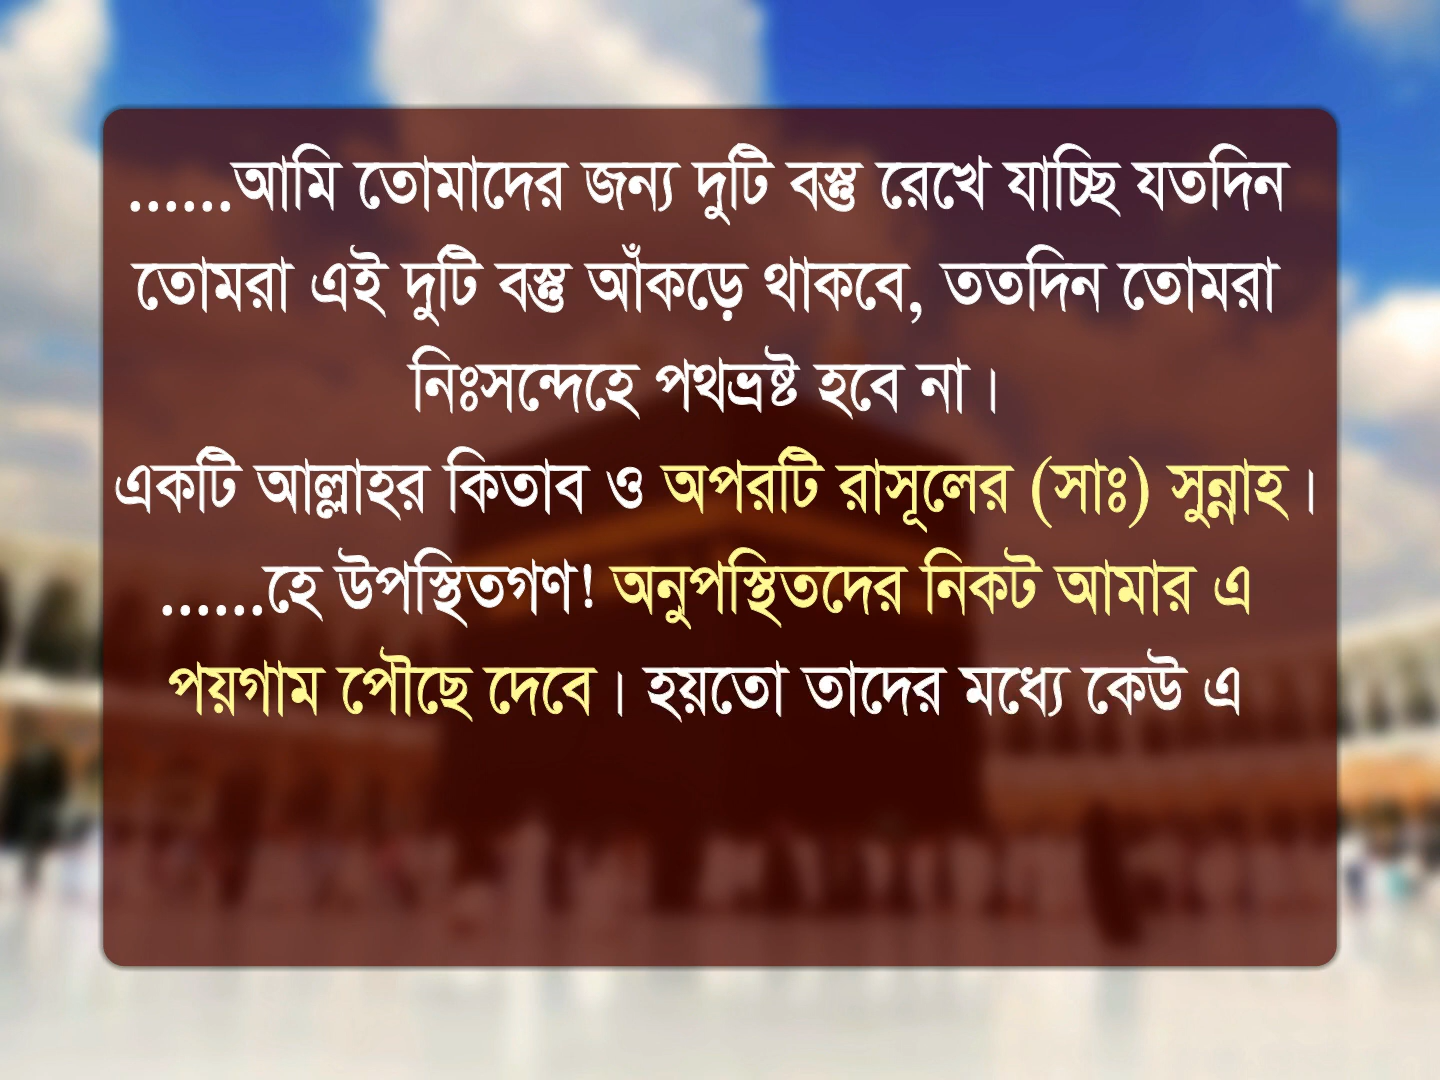 ......আমি তোমাদের জন্য দুটি বস্তু রেখে যাচ্ছি যতদিন
তোমরা এই দুটি বস্তু আঁকড়ে থাকবে, ততদিন তোমরা
নিঃসন্দেহে পথভ্রষ্ট হবে না।
একটি আল্লাহর কিতাব ও অপরটি রাসূলের (সাঃ) সুন্নাহ।
......হে উপস্থিতগণ! অনুপস্থিতদের নিকট আমার এ
পয়গাম পৌছে দেবে। হয়তো তাদের মধ্যে কেউ এ